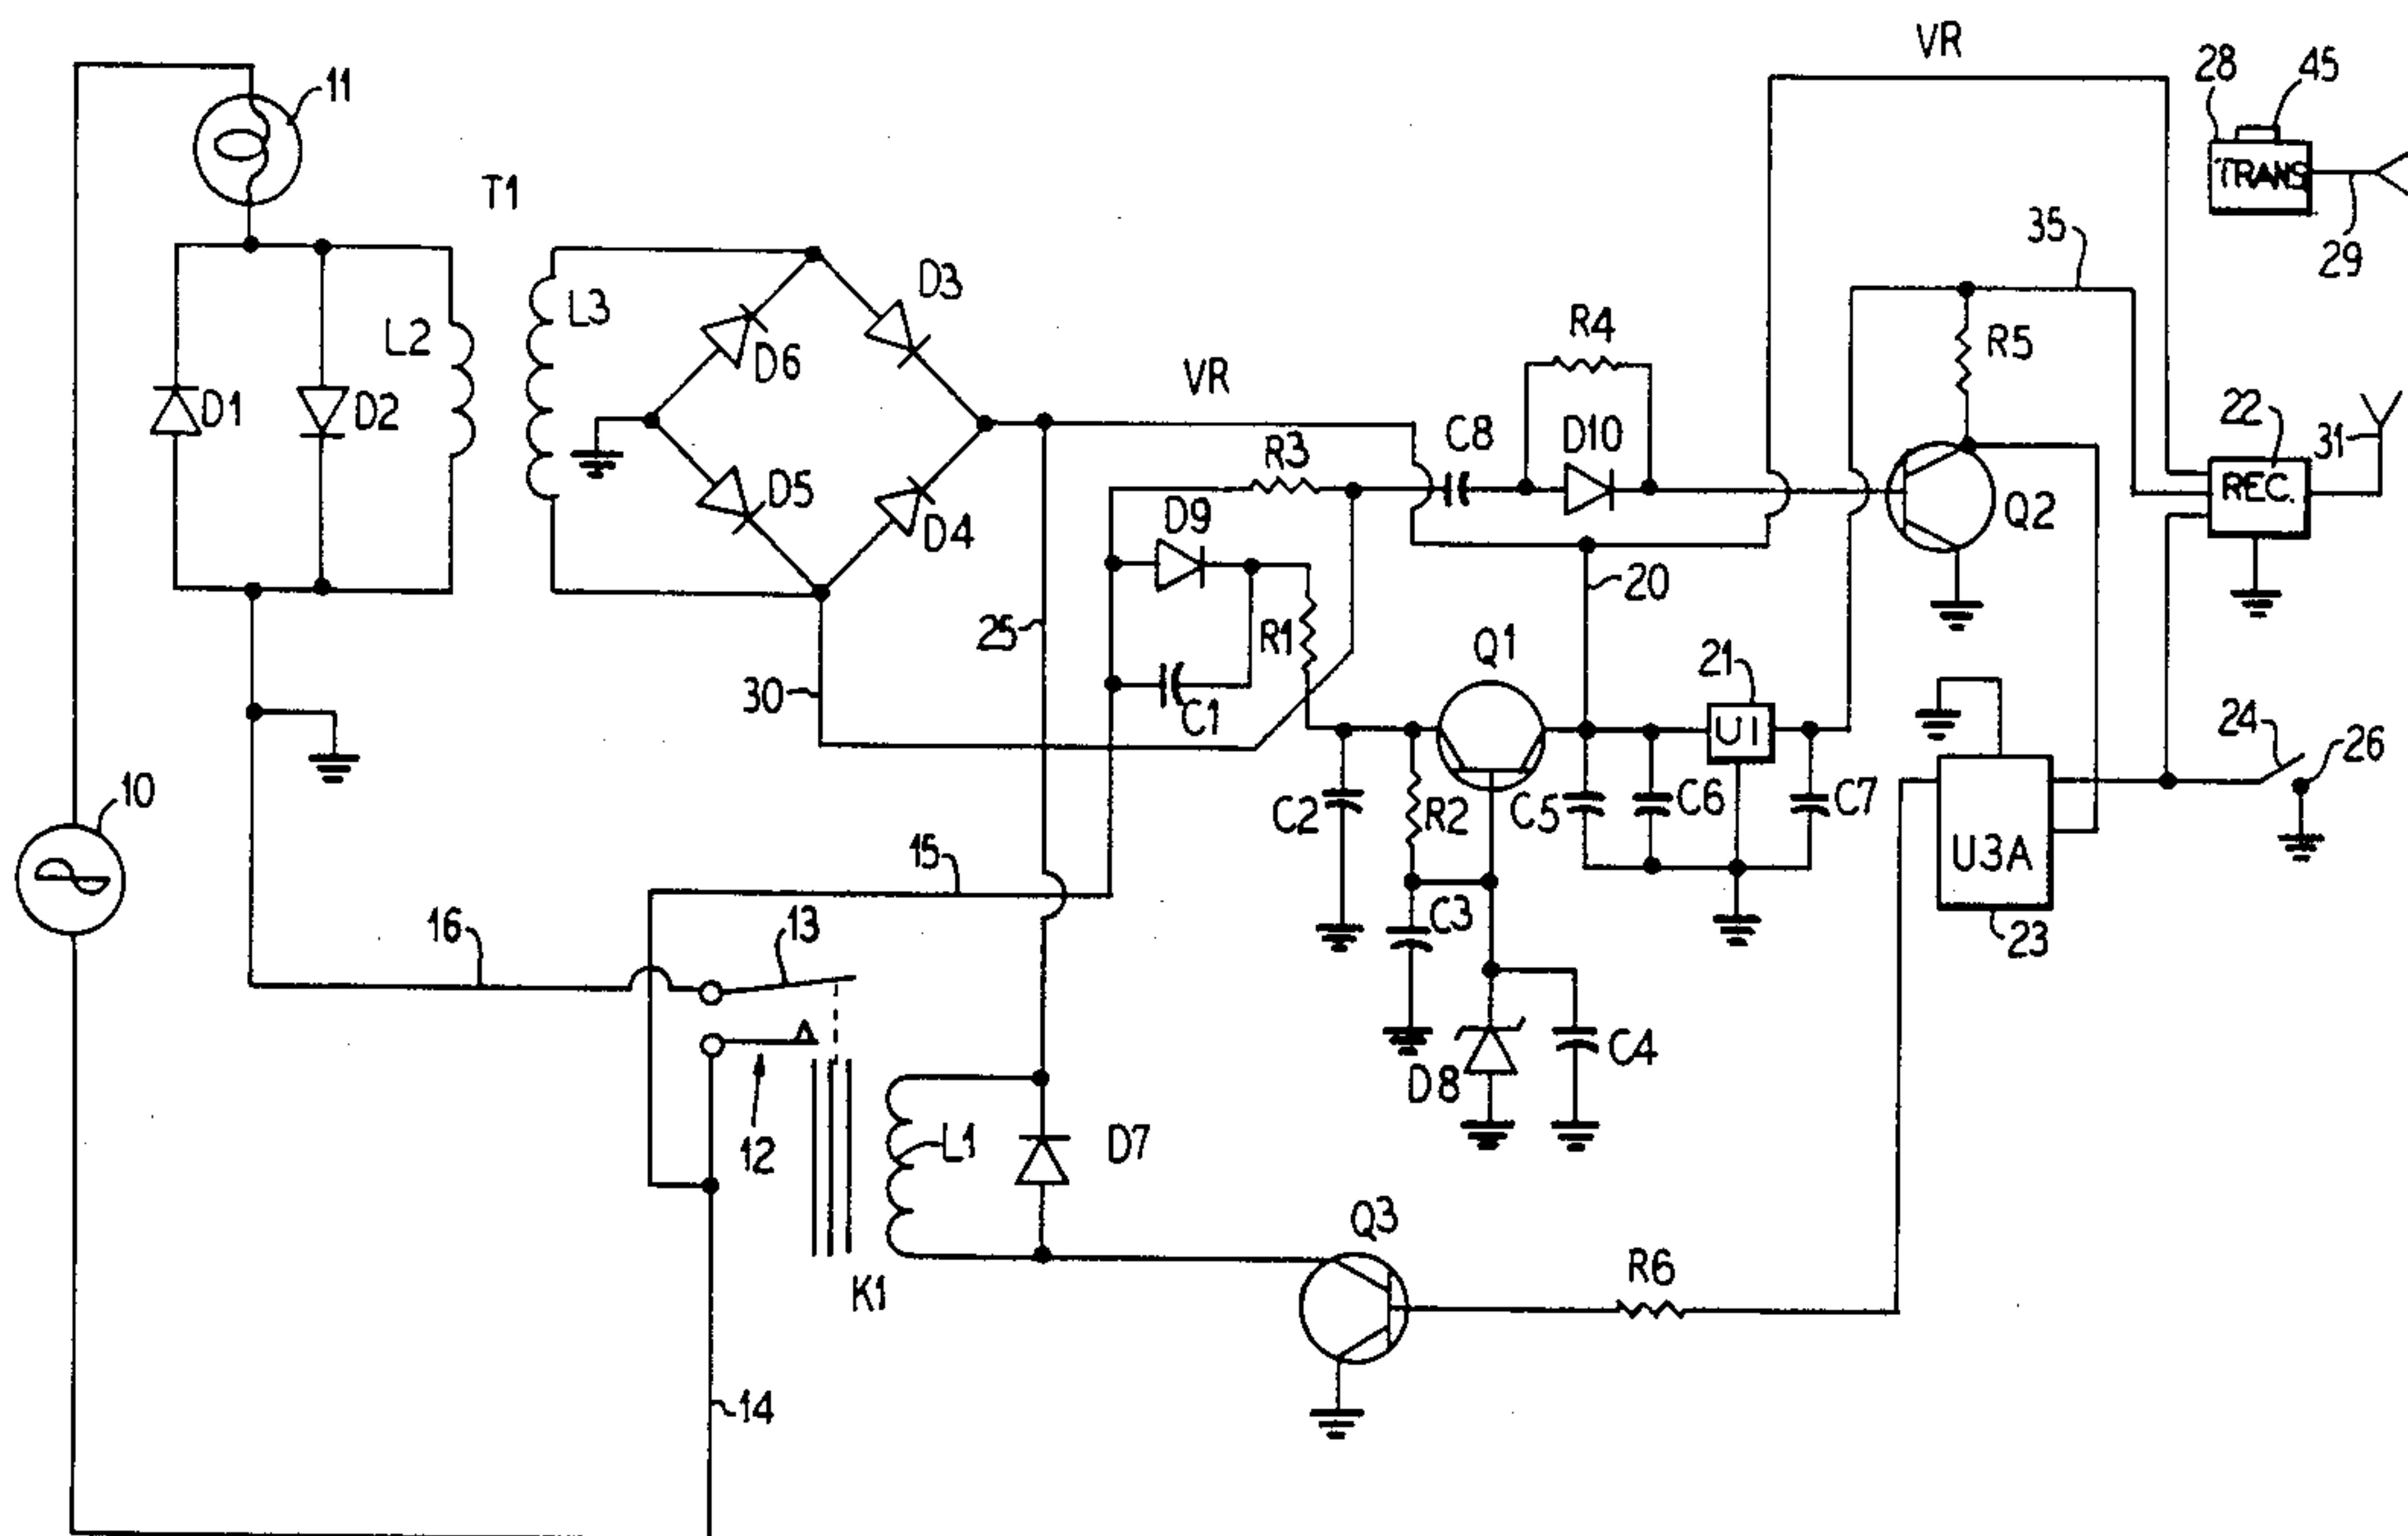 VR
28
45
11
TRANS
T1
35
29
D3
L3
R4
R5
L2
D6
VR
22
D1
D2
C8
D10
31
R3
REC.
D5
D9
Q2
D4
20
25
R1
Q1
21
30
C1
U1
24
26
10
C2
R2
C5
C6
C7
15
U3A
16
13
C3
23
C4
D8
12
L1
D7
Q3
K1
R6
14